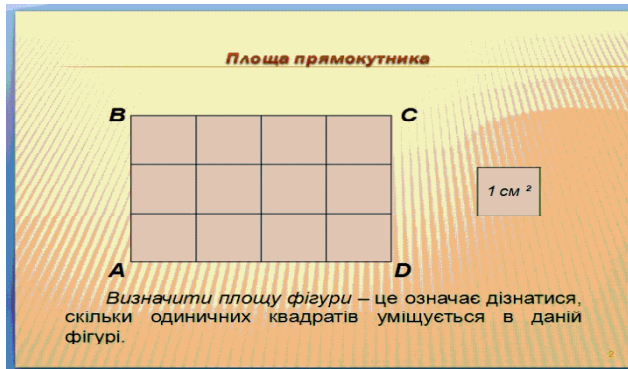 Площа прямокутника
B
C
1 см ²
A
D
Визначити площу фігури – це означає дізнатися,
скільки одиничних квадратів уміщується в даній
фігурі.
2